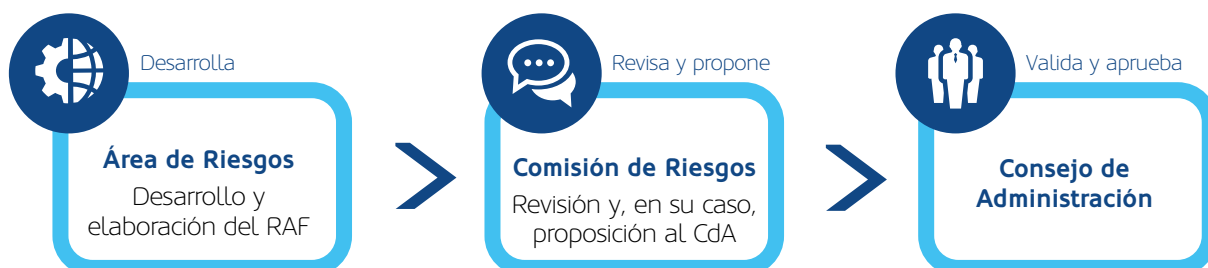 Desarrolla
Área de Riesgos
Desarrollo y
elaboración del RAF
Revisa y propone
Comisión de Riesgos
Revisión y, en su caso,
proposición al CdA
Valida y aprueba
Consejo de
Administración